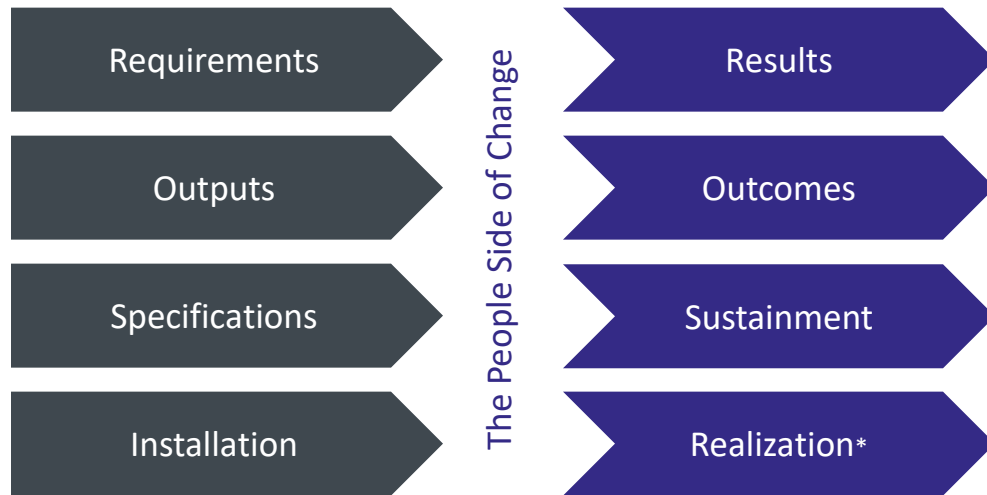 Requirements
Results
Outputs
Outcomes
The People Side of Change
Specifications
Sustainment
Installation
Realization*